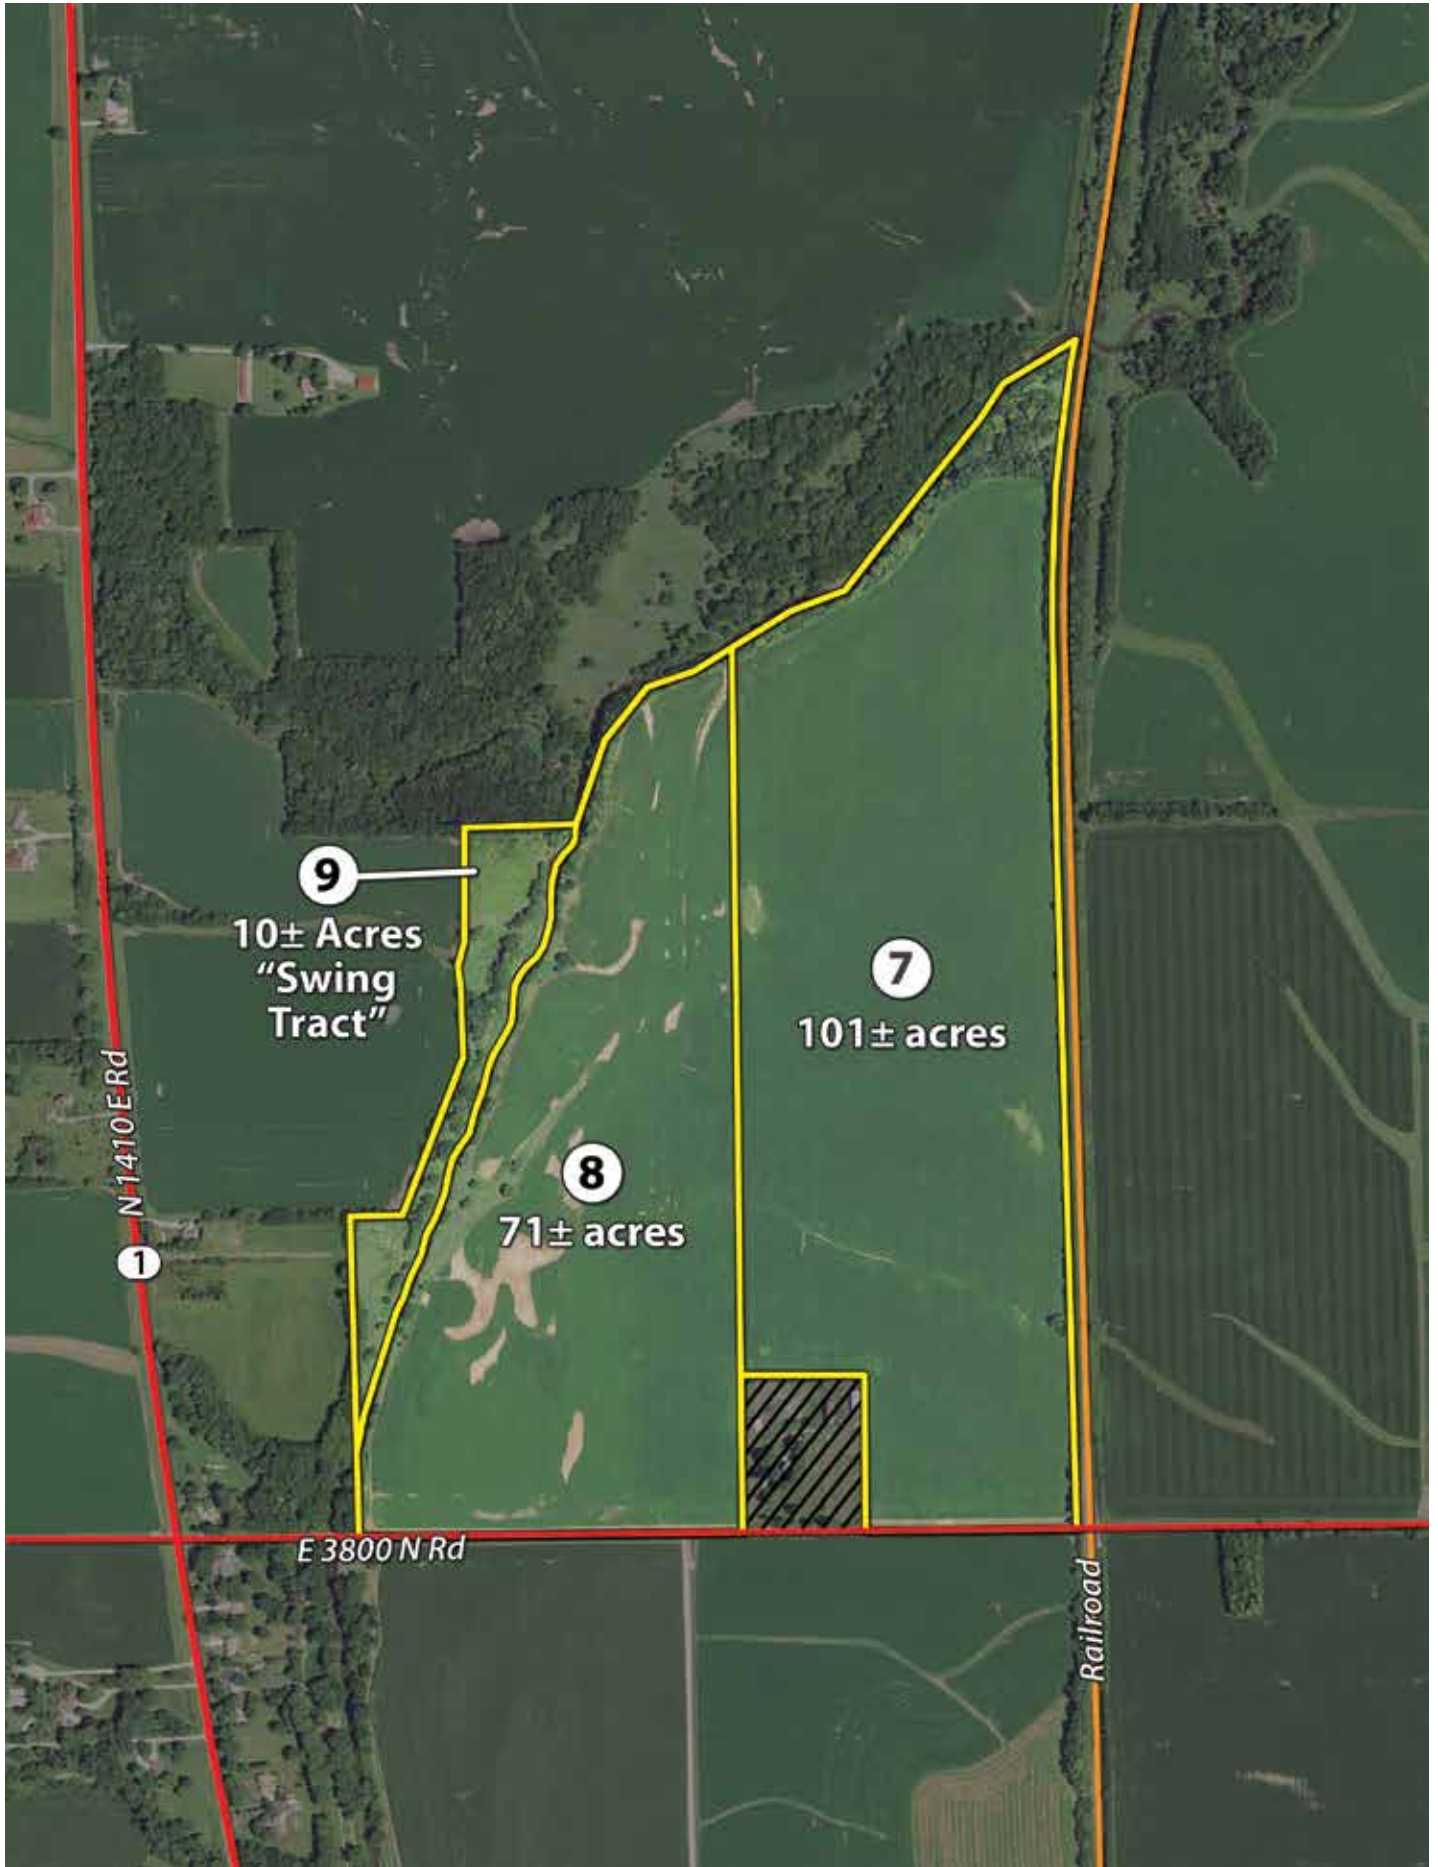 9
10± Acres
“Swing
Tract”
7
101± acres
8
71± acres
N 1410 E Rd
1
E 3800 N Rd
Railroad